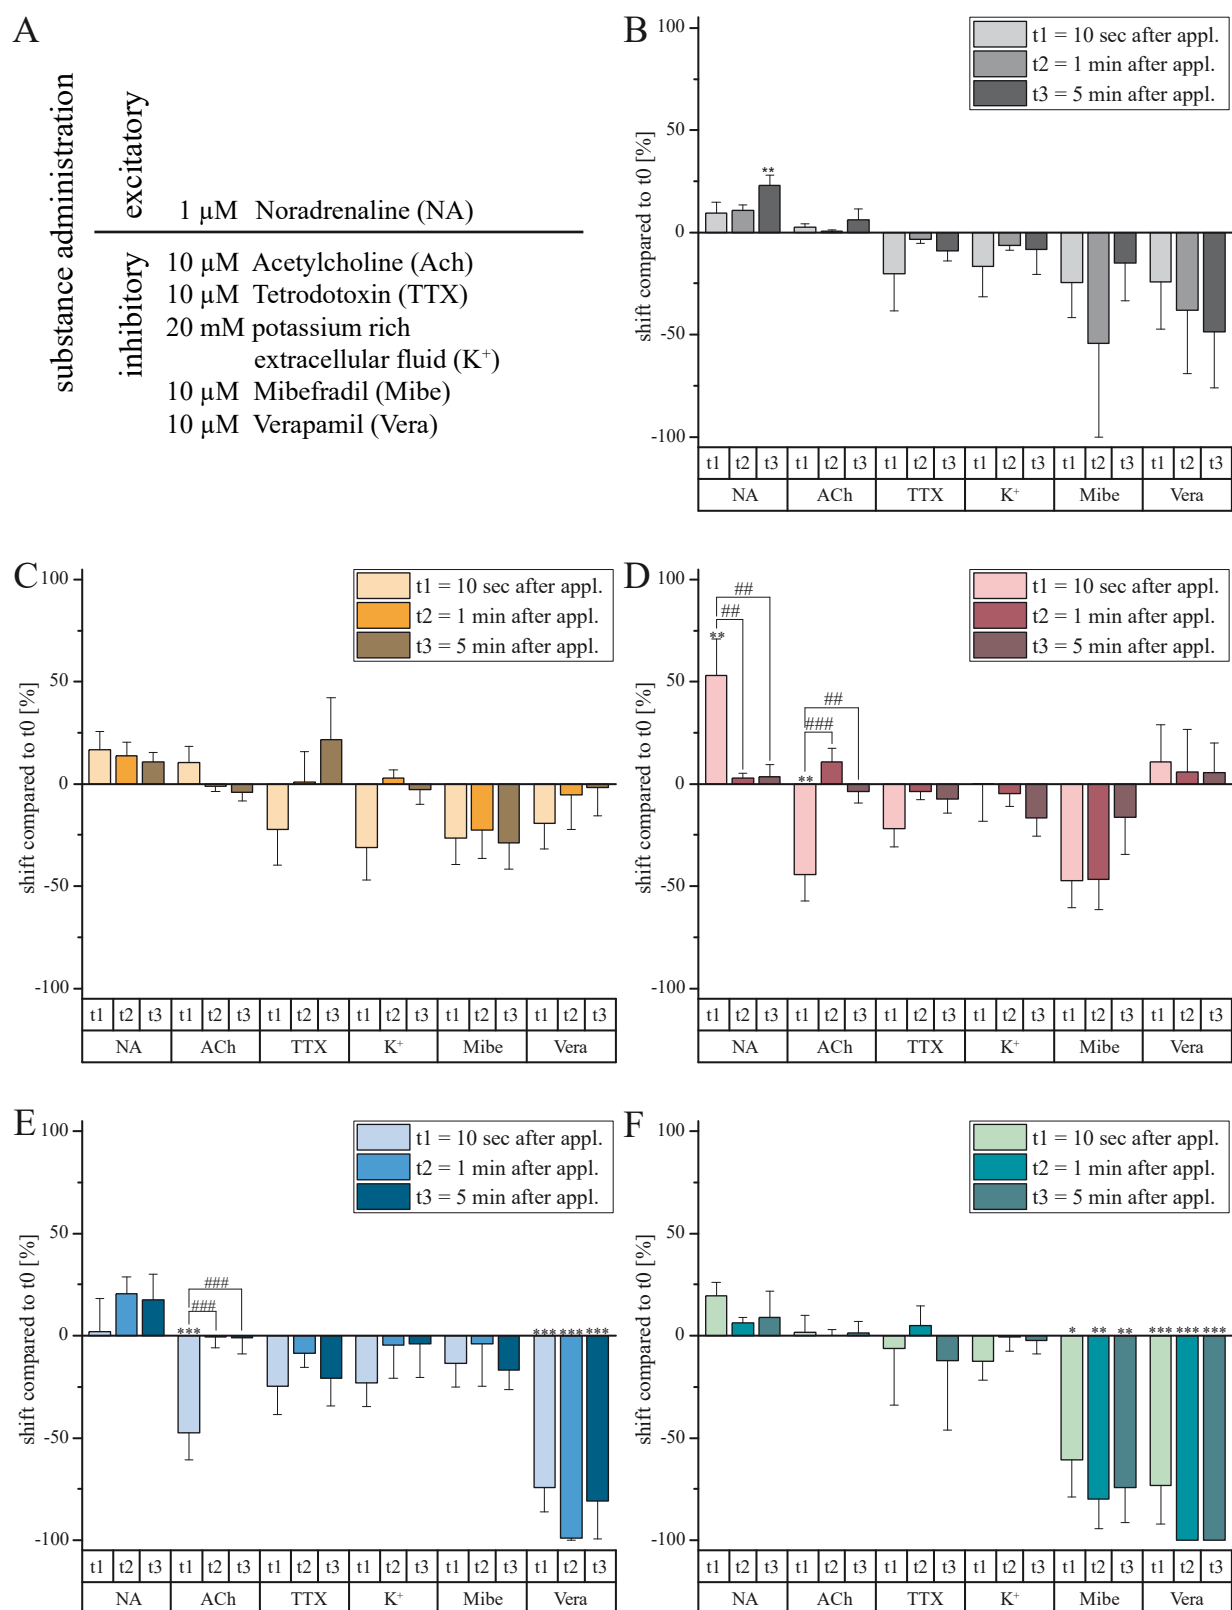 A
substance administration
excitatory
1 µM Noradrenaline (NA)
inhibitory
10 µM Acetylcholine (Ach)
10 µM Tetrodotoxin (TTX)
20 mM potassium rich
extracellular fluid (K⁺)
10 µM Mibefradil (Mibe)
10 µM Verapamil (Vera)
B
t1 = 10 sec after appl.
t2 = 1 min after appl.
t3 = 5 min after appl.
shift compared to t0 [%]
100
50
0
-50
-100
**
t1 t2 t3 t1 t2 t3 t1 t2 t3 t1 t2 t3 t1 t2 t3 t1 t2 t3
NA ACh TTX K⁺ Mibe Vera
C
t1 = 10 sec after appl.
t2 = 1 min after appl.
t3 = 5 min after appl.
shift compared to t0 [%]
100
50
0
-50
-100
t1 t2 t3 t1 t2 t3 t1 t2 t3 t1 t2 t3 t1 t2 t3 t1 t2 t3
NA ACh TTX K⁺ Mibe Vera
D
t1 = 10 sec after appl.
t2 = 1 min after appl.
t3 = 5 min after appl.
shift compared to t0 [%]
100
50
0
-50
-100
##
##
**
##
###
**
t1 t2 t3 t1 t2 t3 t1 t2 t3 t1 t2 t3 t1 t2 t3 t1 t2 t3
NA ACh TTX K⁺ Mibe Vera
E
t1 = 10 sec after appl.
t2 = 1 min after appl.
t3 = 5 min after appl.
shift compared to t0 [%]
100
50
0
-50
-100
###
###
*** *** *** ***
t1 t2 t3 t1 t2 t3 t1 t2 t3 t1 t2 t3 t1 t2 t3 t1 t2 t3
NA ACh TTX K⁺ Mibe Vera
F
t1 = 10 sec after appl.
t2 = 1 min after appl.
t3 = 5 min after appl.
shift compared to t0 [%]
100
50
0
-50
-100
* ** ** *** *** ***
t1 t2 t3 t1 t2 t3 t1 t2 t3 t1 t2 t3 t1 t2 t3 t1 t2 t3
NA ACh TTX K⁺ Mibe Vera